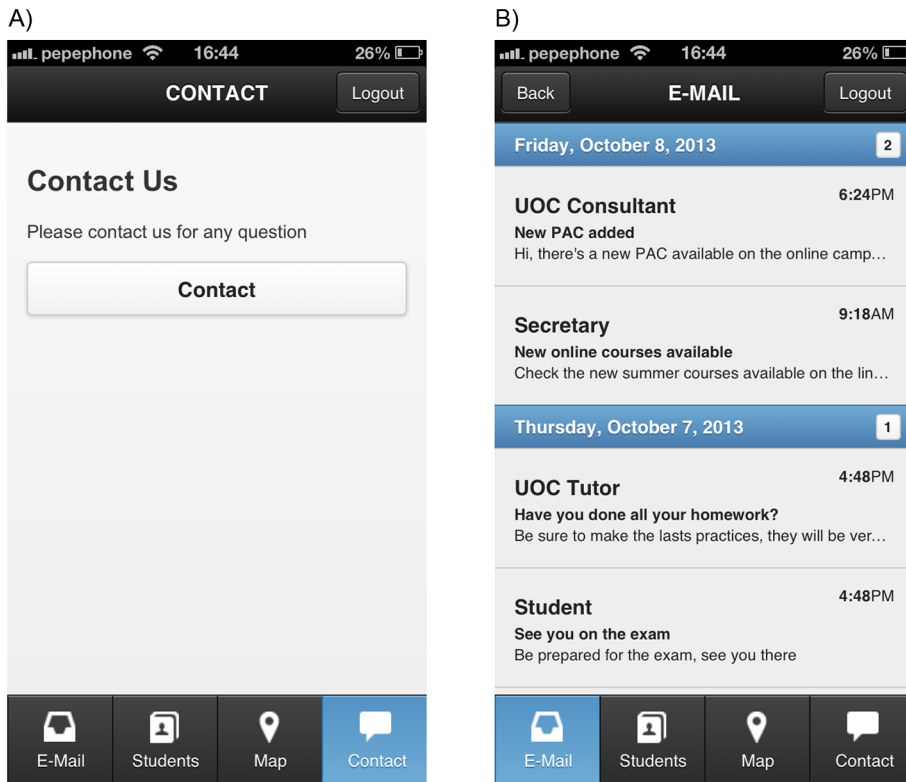 A)
pepephone 16:44 26%
CONTACT Logout
Contact Us
Please contact us for any question
Contact
E-Mail Students Map Contact
B)
pepephone 16:44 26%
Back E-MAIL Logout
Friday, October 8, 2013 2
6:24PM
UOC Consultant
New PAC added
Hi, there's a new PAC available on the online camp...
9:18AM
Secretary
New online courses available
Check the new summer courses available on the lin...
Thursday, October 7, 2013 1
4:48PM
UOC Tutor
Have you done all your homework?
Be sure to make the lasts practices, they will be ver...
4:48PM
Student
See you on the exam
Be prepared for the exam, see you there
E-Mail Students Map Contact